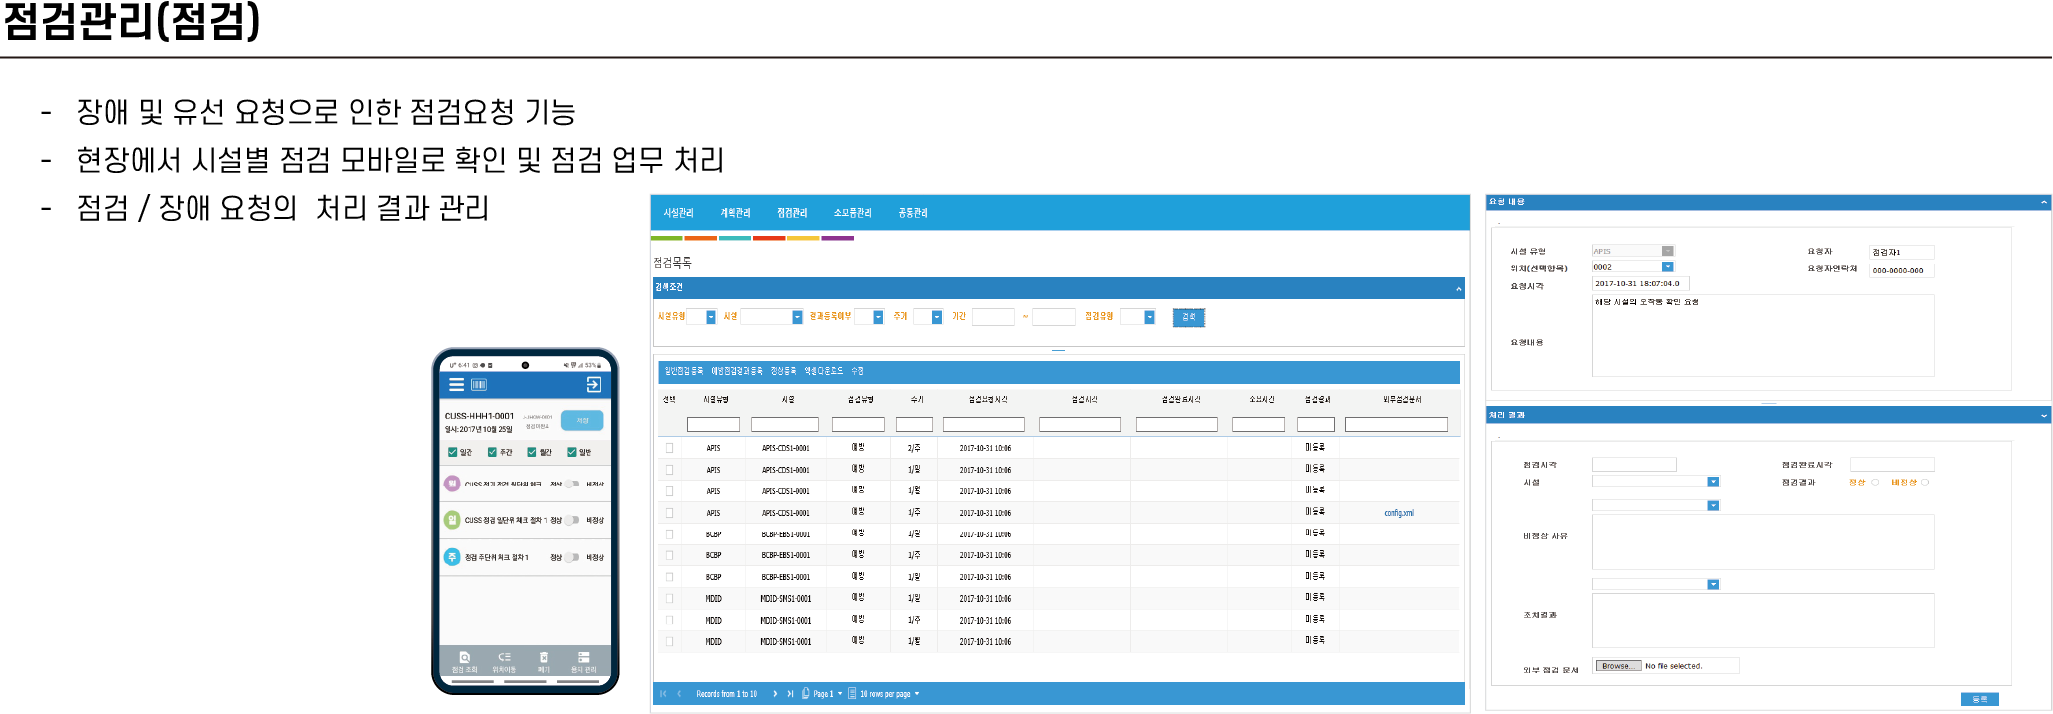 점검관리(점검)
- 장애 및 유선 요청으로 인한 점검요청 기능
- 현장에서 시설별 점검 모바일로 확인 및 점검 업무 처리
- 점검 / 장애 요청의 처리 결과 관리
6:41 53%
CUSS-HHH1-0001 저장
일시:2017년10월 25일
일간 주간 월간 일반
월 CUSS 정기 점검 월단위 체크 정상 비정상
일 CUSS 점검 일단위 체크 절차 1 정상 비정상
주 점검 주단위 처크 절차1 정상 비정상
점검 조회 위치이동 폐기 용지 관리
시설관리 계획관리 점검관리 소모품관리 공통관리
점검목록
검색조건
시설유형 시설 결과등록여부 주기 기간 ~ 점검유형 검색
일반점검등록 예방점검결과등록 정상등록 엑셀다운로드 수정
선택 시설유형 시설 점검유형 주기 점검요청시간 점검시간 점검완료시간 소요시간 점검결과 외부점검문서
APIS APIS-CDS1-0001 예방 2/주 2017-10-31 10:06 미등록
APIS APIS-CDS1-0001 예방 1/일 2017-10-31 10:06 미등록
APIS APIS-CDS1-0001 예방 1/월 2017-10-31 10:06 미등록
APIS APIS-CDS1-0001 예방 1/주 2017-10-31 10:06 미등록 config.xml
BCBP BCBP-EBS1-0001 예방 1/일 2017-10-31 10:06 미등록
BCBP BCBP-EBS1-0001 예방 1/주 2017-10-31 10:06 미등록
BCBP BCBP-EBS1-0001 예방 1/월 2017-10-31 10:06 미등록
MDID MDID-SMS1-0001 예방 1/일 2017-10-31 10:06 미등록
MDID MDID-SMS1-0001 예방 1/주 2017-10-31 10:06 미등록
MDID MDID-SMS1-0001 예방 1/월 2017-10-31 10:06 미등록
Records from 1 to 10 Page 1 10 rows per page
요청 내용
시설 유형 APIS 요청자 점검자1
위치(선택항목) 0002 요청자연락처 000-0000-000
요청시각 2017-10-31 18:07:04.0
요청내용 해당 시설의 오작동 확인 요청
처리 결과
점검시각 점검완료시각
시설 점검결과 정상 비정상
비정상 사유
조치결과
외부 점검 문서 Browse... No file selected.
등록